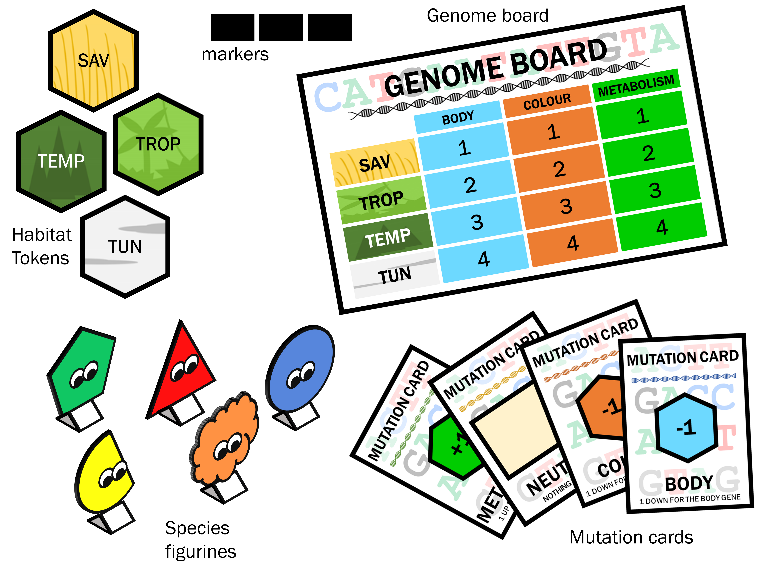 SAV
TEMP
TROP
TUN
Habitat
Tokens
markers
Genome board
GENOME BOARD
BODY COLOUR METABOLISM
SAV 1 1 1
TROP 2 2 2
TEMP 3 3 3
TUN 4 4 4
Species
figurines
MUTATION CARD
+1
MET
1 UP
MUTATION CARD
NEUT
NOTHING
MUTATION CARD
-1
CO
1 DOWN FO
MUTATION CARD
-1
BODY
1 DOWN FOR THE BODY GENE
Mutation cards